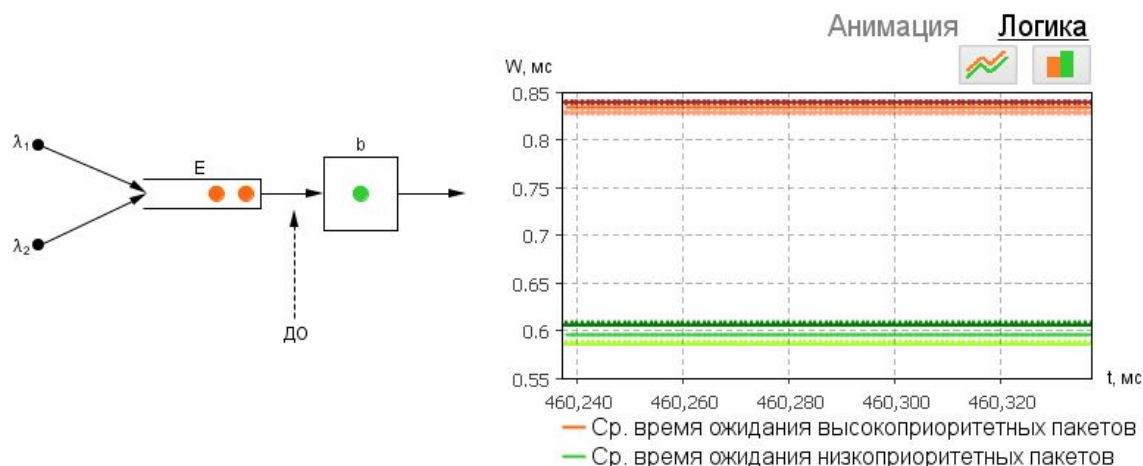 Анимация Логика
W, мс
0.85
0.8
0.75
0.7
0.65
0.6
0.55
460,240 460,260 460,280 460,300 460,320
t, мс
Ср. время ожидания высокоприоритетных пакетов
Ср. время ожидания низкоприоритетных пакетов
λ1
λ2
E
b
ДО